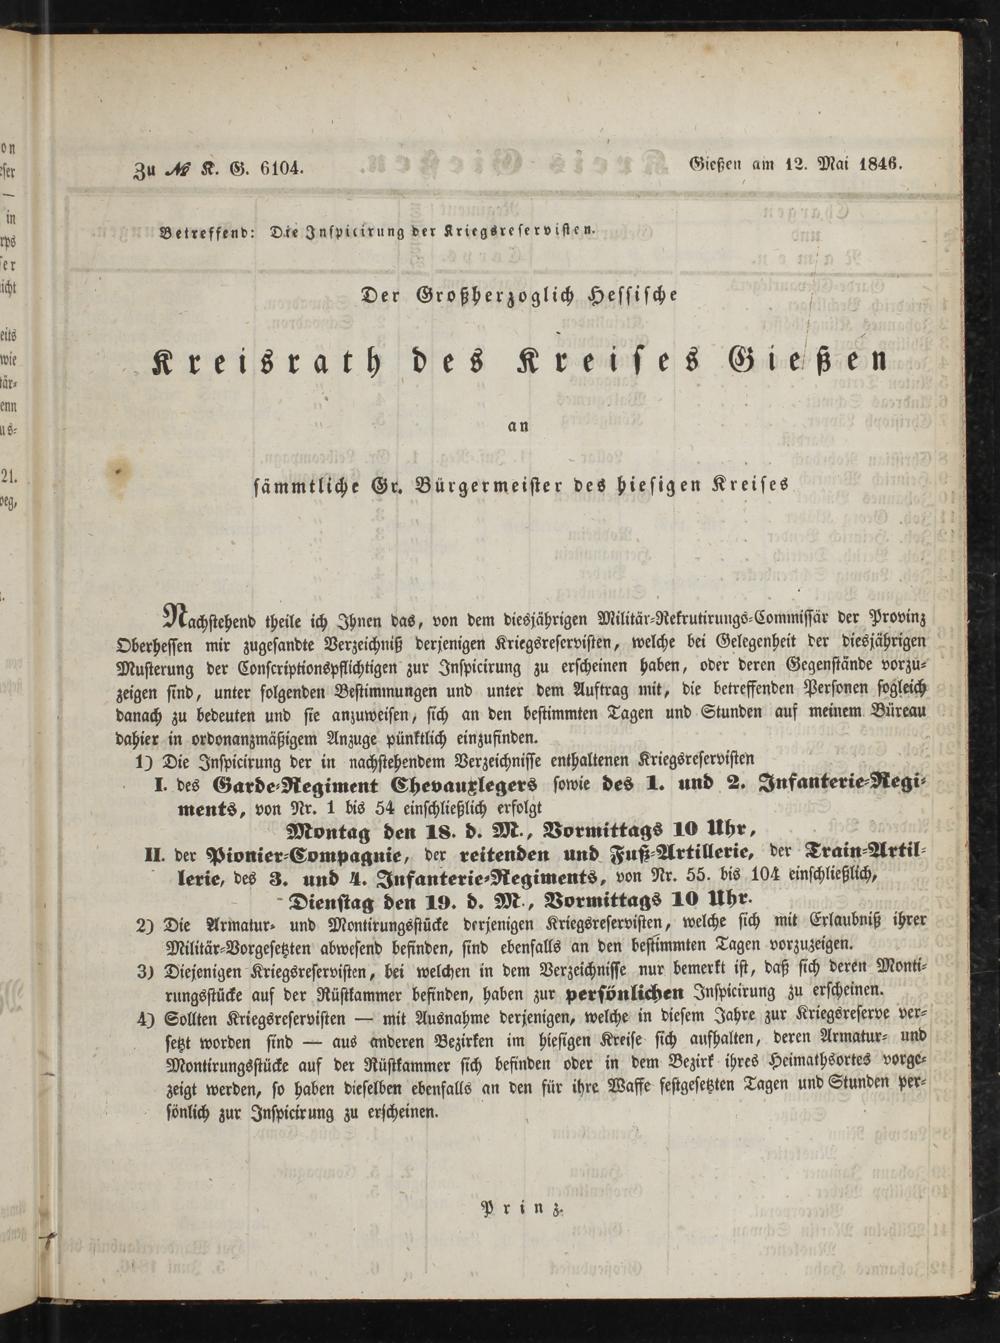 Zu № K. G. 6104.
Gießen am 12. Mai 1846.
Betreffend: Die Inspicirung der Kriegsreservisten.
Der Großherzoglich Hessische
Kreisrath des Kreises Gießen
an
sämmtliche Gr. Bürgermeister des hiesigen Kreises
Nachstehend theile ich Ihnen das, von dem diesjährigen Militär-Rekrutirungs-Commissär der Provinz
Oberhessen mir zugesandte Verzeichniß derjenigen Kriegsreservisten, welche bei Gelegenheit der diesjährigen
Musterung der Conscriptionspflichtigen zur Inspicirung zu erscheinen haben, oder deren Gegenstände vorzu-
zeigen sind, unter folgenden Bestimmungen und unter dem Auftrag mit, die betreffenden Personen sogleich
danach zu bedeuten und sie anzuweisen, sich an den bestimmten Tagen und Stunden auf meinem Büreau
dahier in ordonanzmäßigem Anzuge pünktlich einzufinden.
1) Die Inspicirung der in nachstehendem Verzeichnisse enthaltenen Kriegsreservisten
I. des Garde-Regiment Chevauxlegers sowie des 1. und 2. Infanterie-Regi-
ments, von Nr. 1 bis 54 einschließlich erfolgt
Montag den 18. d. M., Vormittags 10 Uhr,
II. der Pionier-Compagnie, der reitenden und Fuß-Artillerie, der Train-Artil-
lerie, des 3. und 4. Infanterie-Regiments, von Nr. 55. bis 104 einschließlich,
Dienstag den 19. d. M., Vormittags 10 Uhr.
2) Die Armatur- und Montirungsstücke derjenigen Kriegsreservisten, welche sich mit Erlaubniß ihrer
Militär-Vorgesetzten abwesend befinden, sind ebenfalls an den bestimmten Tagen vorzuzeigen.
3) Diejenigen Kriegsreservisten, bei welchen in dem Verzeichnisse nur bemerkt ist, daß sich deren Monti-
rungsstücke auf der Rüstkammer befinden, haben zur persönlichen Inspicirung zu erscheinen.
4) Sollten Kriegsreservisten — mit Ausnahme derjenigen, welche in diesem Jahre zur Kriegsreserve ver-
setzt worden sind — aus anderen Bezirken im hiesigen Kreise sich aufhalten, deren Armatur- und
Montirungsstücke auf der Rüstkammer sich befinden oder in dem Bezirk ihres Heimathsortes vorge-
zeigt werden, so haben dieselben ebenfalls an den für ihre Waffe festgesetzten Tagen und Stunden per-
sönlich zur Inspicirung zu erscheinen.
Prinz.